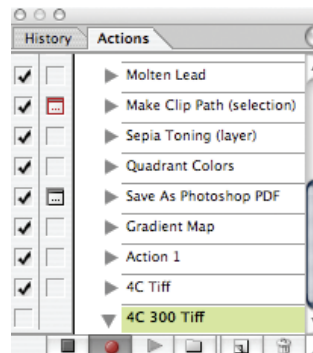 History Actions
Molten Lead
Make Clip Path (selection)
Sepia Toning (layer)
Quadrant Colors
Save As Photoshop PDF
Gradient Map
Action 1
4C Tiff
4C 300 Tiff